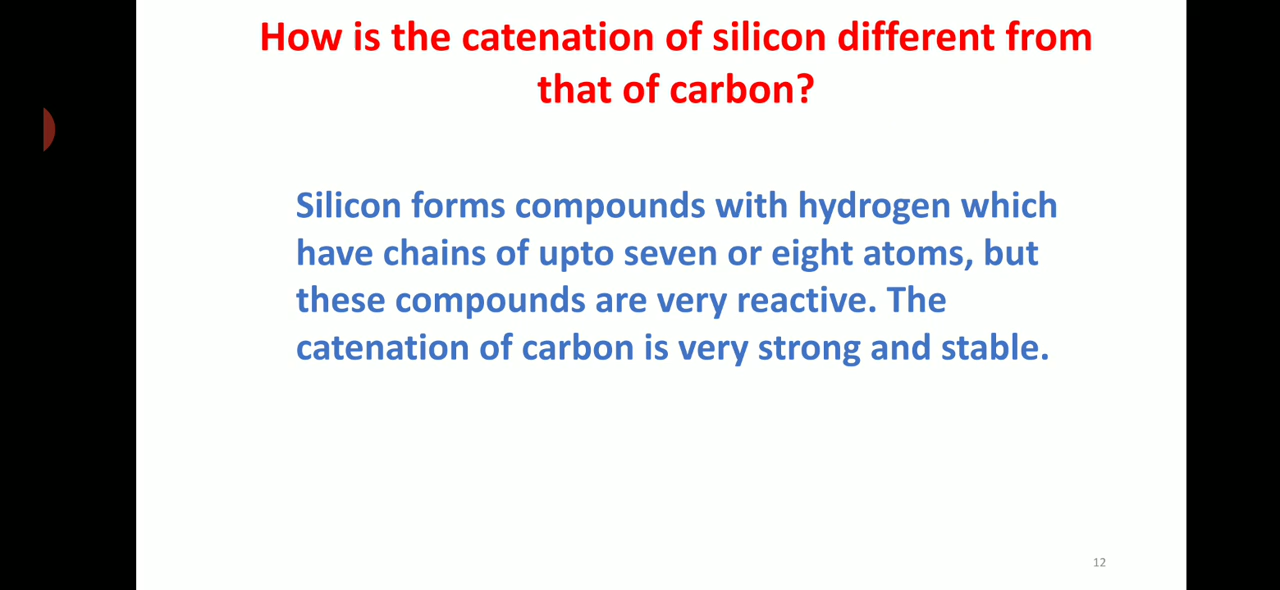 How is the catenation of silicon different from
that of carbon?
Silicon forms compounds with hydrogen which
have chains of upto seven or eight atoms, but
these compounds are very reactive. The
catenation of carbon is very strong and stable.
12